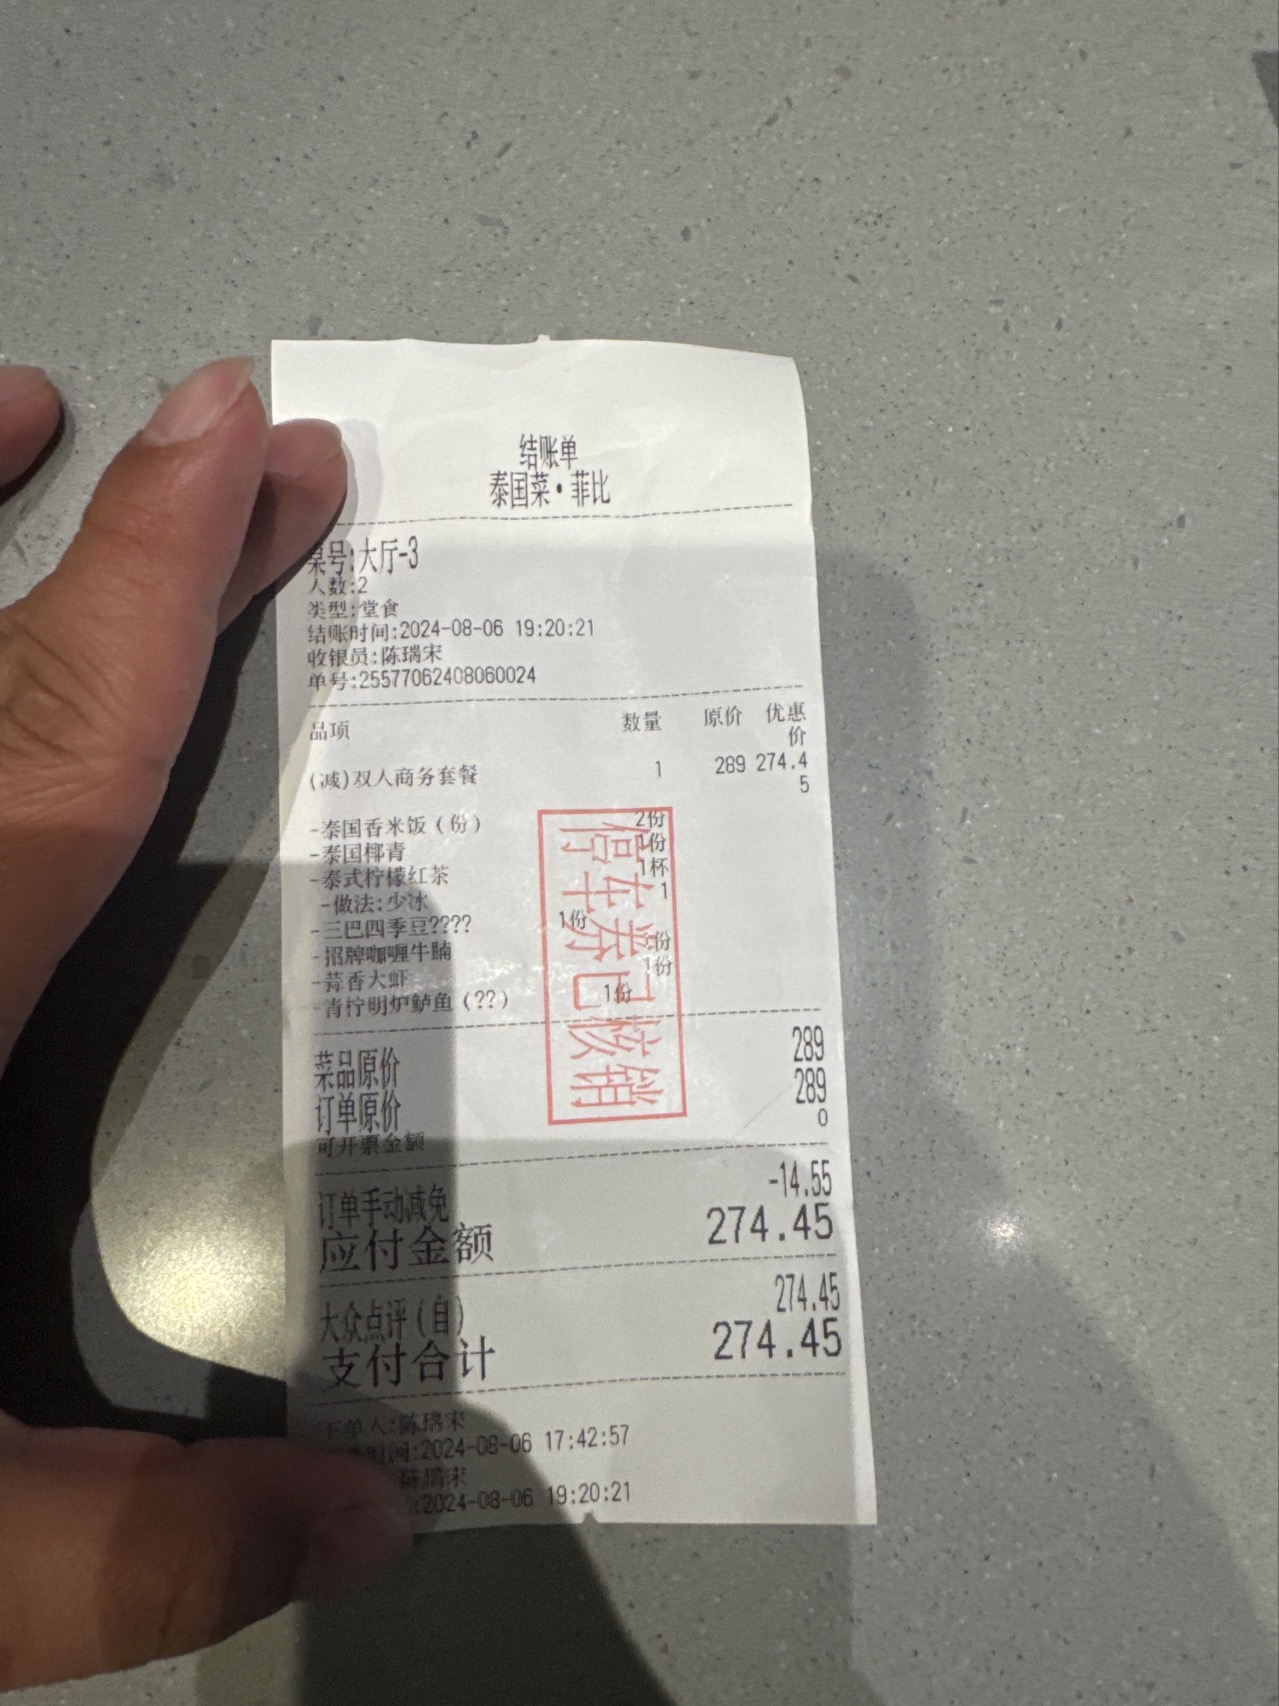 结账单
泰国菜·菲比
桌号:大厅-3
人数:2
类型:堂食
结账时间:2024-08-06 19:20:21
收银员:陈瑞宋
单号:25577062408060024
品项 数量 原价 优惠
价
(减)双人商务套餐 1 289 274.4
5
-泰国香米饭(份) 2份
-泰国椰青 1份
-泰式柠檬红茶 1杯
-做法:少冰 1
-三巴四季豆???? 1份
-招牌咖喱牛腩 份
-蒜香大虾 1份
-青柠明炉鲈鱼(??) 1份
停车券已核销
菜品原价 289
订单原价 289
可开票金额 0
订单手动减免 -14.55
应付金额 274.45
大众点评(自) 274.45
支付合计 274.45
下单人:陈瑞宋
时间:2024-08-06 17:42:57
陈瑞宋
:2024-08-06 19:20:21